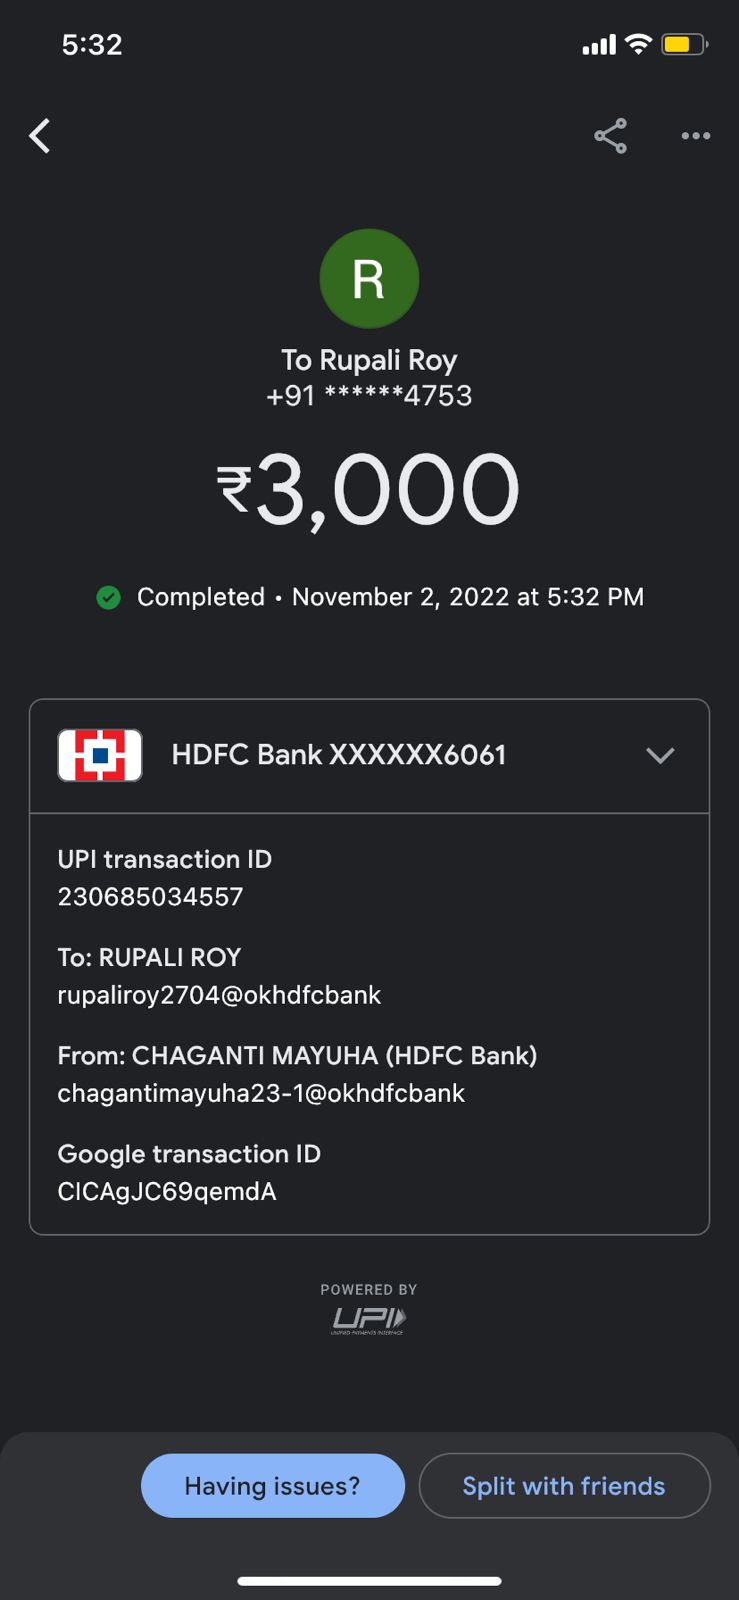 5:32
R
To Rupali Roy
+91 ******4753
₹3,000
Completed • November 2, 2022 at 5:32 PM
HDFC Bank XXXXXX6061
UPI transaction ID
230685034557
To: RUPALI ROY
rupaliroy2704@okhdfcbank
From: CHAGANTI MAYUHA (HDFC Bank)
chagantimayuha23-1@okhdfcbank
Google transaction ID
CICAgJC69qemdA
POWERED BY
UPI
UNIFIED PAYMENTS INTERFACE
Having issues?
Split with friends